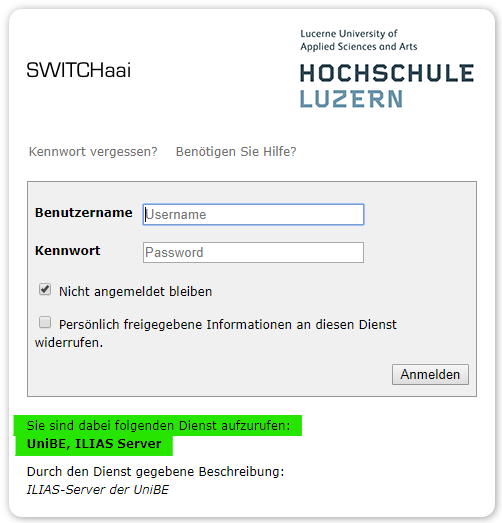 Lucerne University of
Applied Sciences and Arts
SWITCHaai
HOCHSCHULE
LUZERN
Kennwort vergessen? Benötigen Sie Hilfe?
Benutzername Username
Kennwort Password
Nicht angemeldet bleiben
Persönlich freigegebene Informationen an diesen Dienst
widerrufen.
Anmelden
Sie sind dabei folgenden Dienst aufzurufen:
UniBE, ILIAS Server
Durch den Dienst gegebene Beschreibung:
ILIAS-Server der UniBE